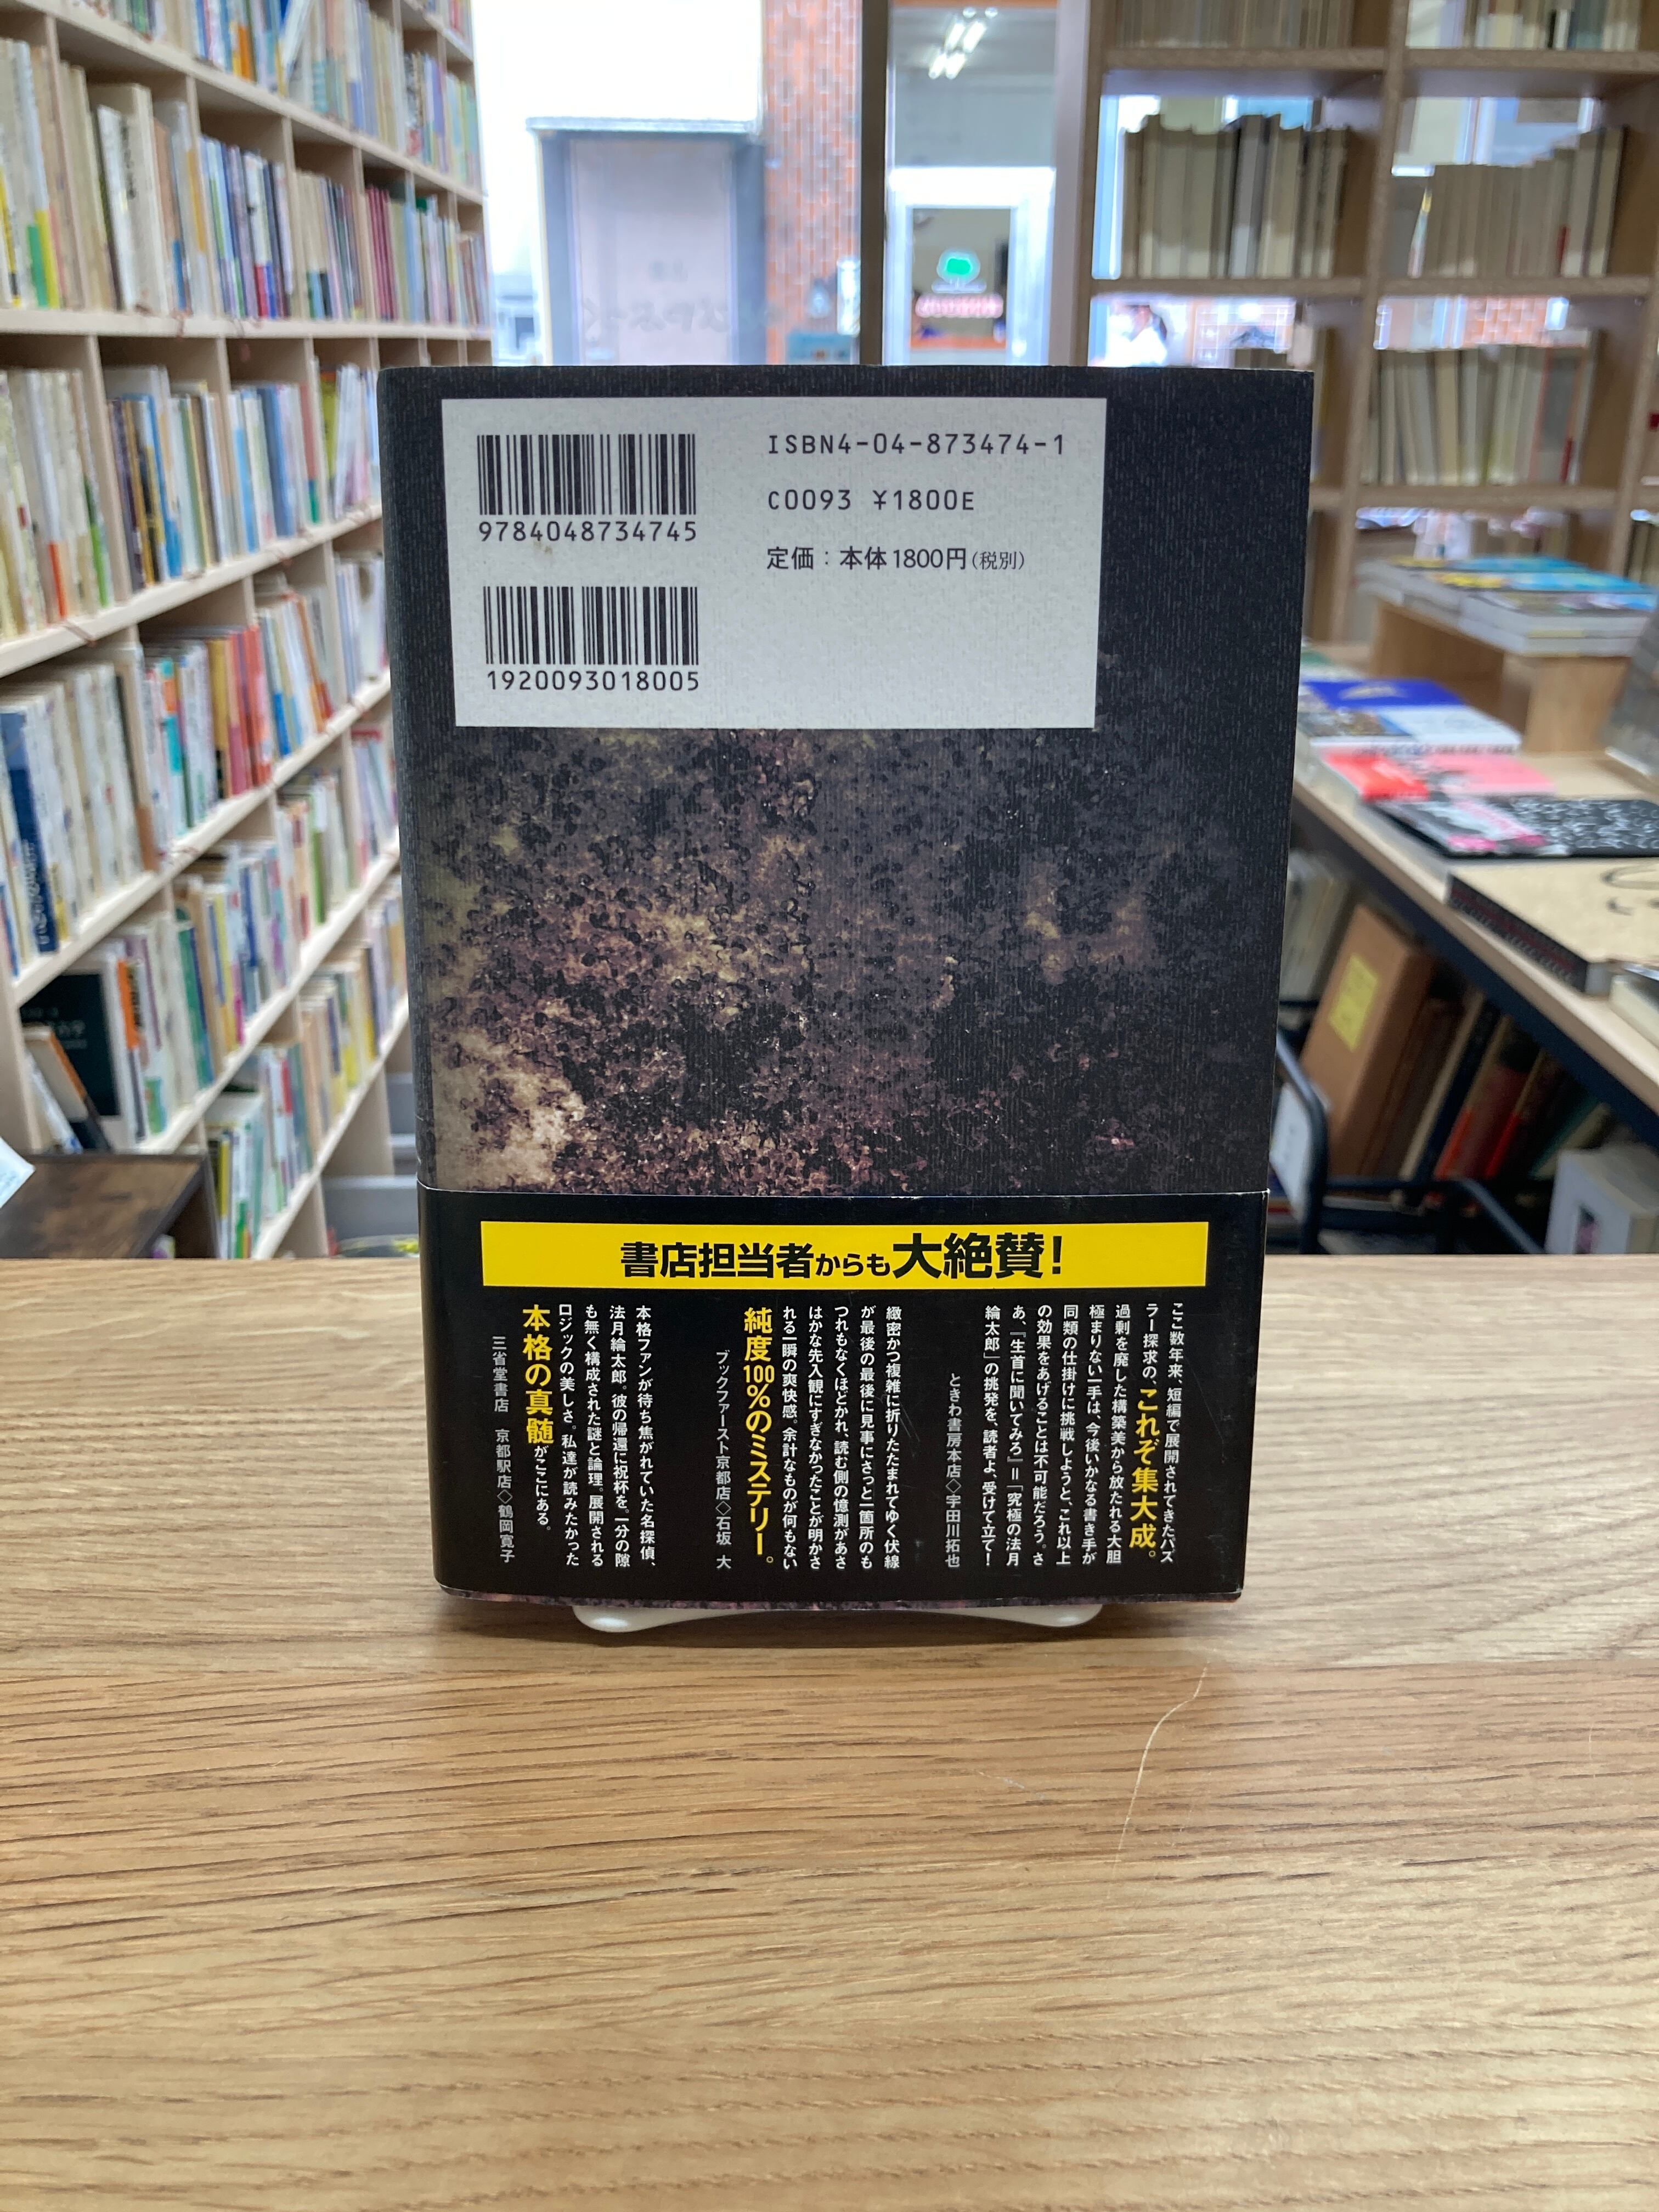 ISBN4-04-873474-1
C0093 ¥1800E
定価：本体1800円(税別)
9784048734745
1920093018005
書店担当者からも大絶賛！
ここ数年来、短編で展開されてきたパズ
ラー探求の、これぞ集大成。
過剰を廃した構築美から放たれる大胆
極まりない一手は、今後いかなる書き手が
同類の仕掛けに挑戦しようと、これ以上
の効果をあげることは不可能だろう。さ
あ、『生首に聞いてみろ』＝「究極の法月
綸太郎」の挑発を、読者よ、受けて立て！
ときわ書房本店◇宇田川拓也
緻密かつ複雑に折りたたまれてゆく伏線
が最後の最後に見事にさっと一箇所のも
つれもなくほどかれ、読む側の憶測があさ
はかな先入観にすぎなかったことが明かさ
れる一瞬の爽快感。余計なものが何もない
純度100％のミステリー。
ブックファースト京都店◇石坂 大
本格ファンが待ち焦がれていた名探偵、
法月綸太郎。彼の帰還に祝杯を。一分の隙
も無く構成された謎と論理。展開される
ロジックの美しさ。私達が読みたかった
本格の真髄がここにある。
三省堂書店 京都駅店◇鶴岡寛子